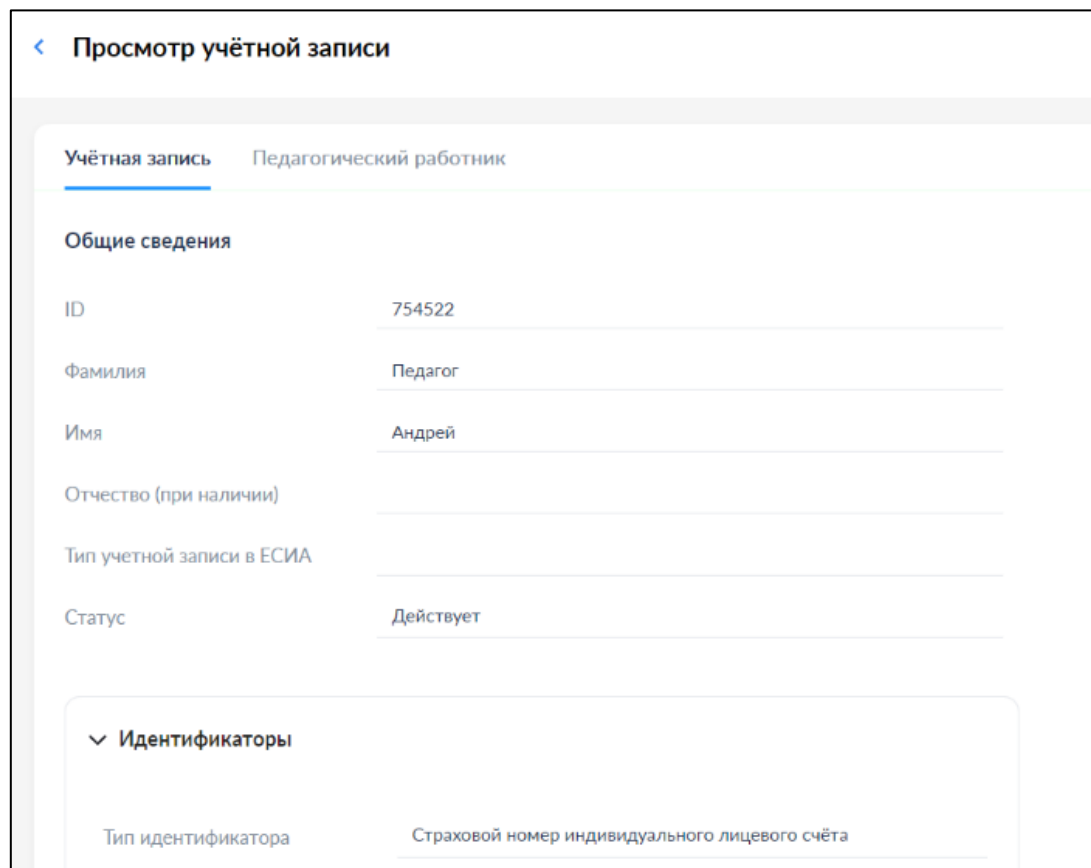 Просмотр учётной записи
Учётная запись Педагогический работник
Общие сведения
ID 754522
Фамилия Педагог
Имя Андрей
Отчество (при наличии)
Тип учетной записи в ЕСИА
Статус Действует
Идентификаторы
Тип идентификатора Страховой номер индивидуального лицевого счёта